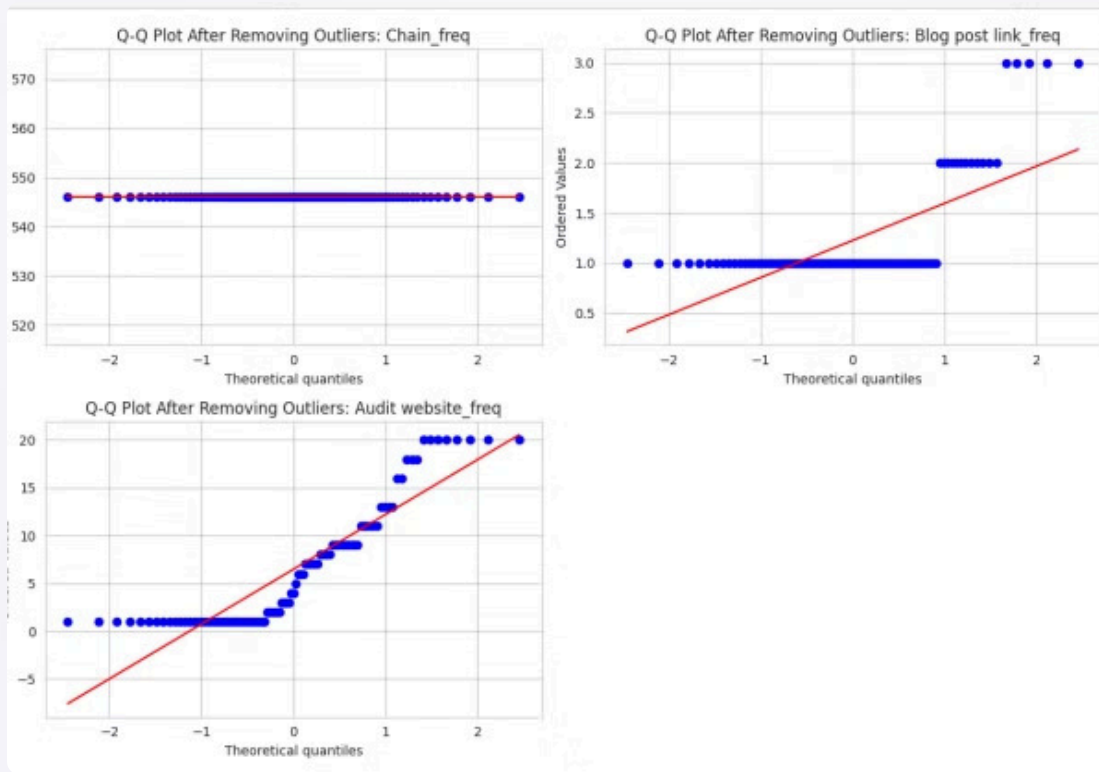 Q-Q Plot After Removing Outliers: Chain_freq
570
560
550
540
530
520
−2 −1 0 1 2
Theoretical quantiles
Q-Q Plot After Removing Outliers: Blog post link_freq
Ordered Values
3.0
2.5
2.0
1.5
1.0
0.5
−2 −1 0 1 2
Theoretical quantiles
Q-Q Plot After Removing Outliers: Audit website_freq
20
15
10
5
0
−5
−2 −1 0 1 2
Theoretical quantiles